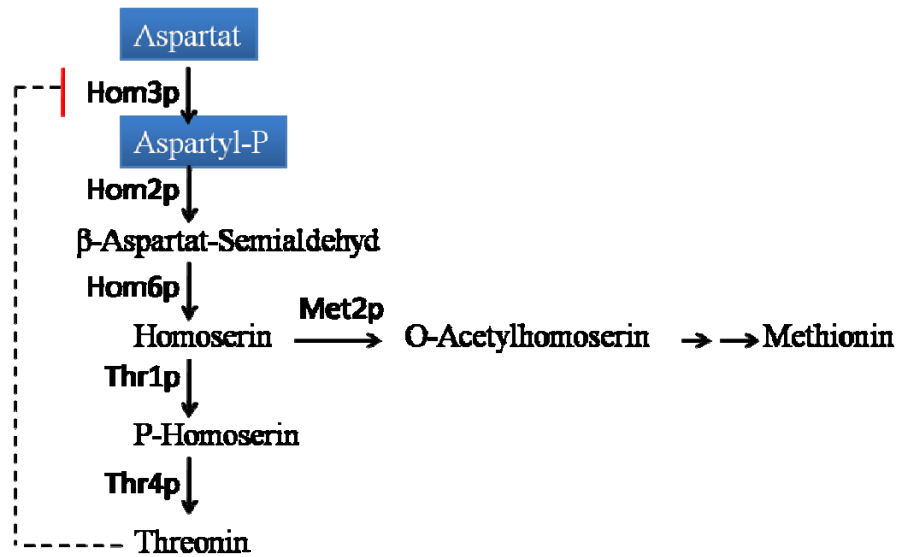 Aspartat
Hom3p
Aspartyl-P
Hom2p
β-Aspartat-Semialdehyd
Hom6p
Met2p
Homoserin O-Acetylhomoserin Methionin
Thr1p
P-Homoserin
Thr4p
Threonin